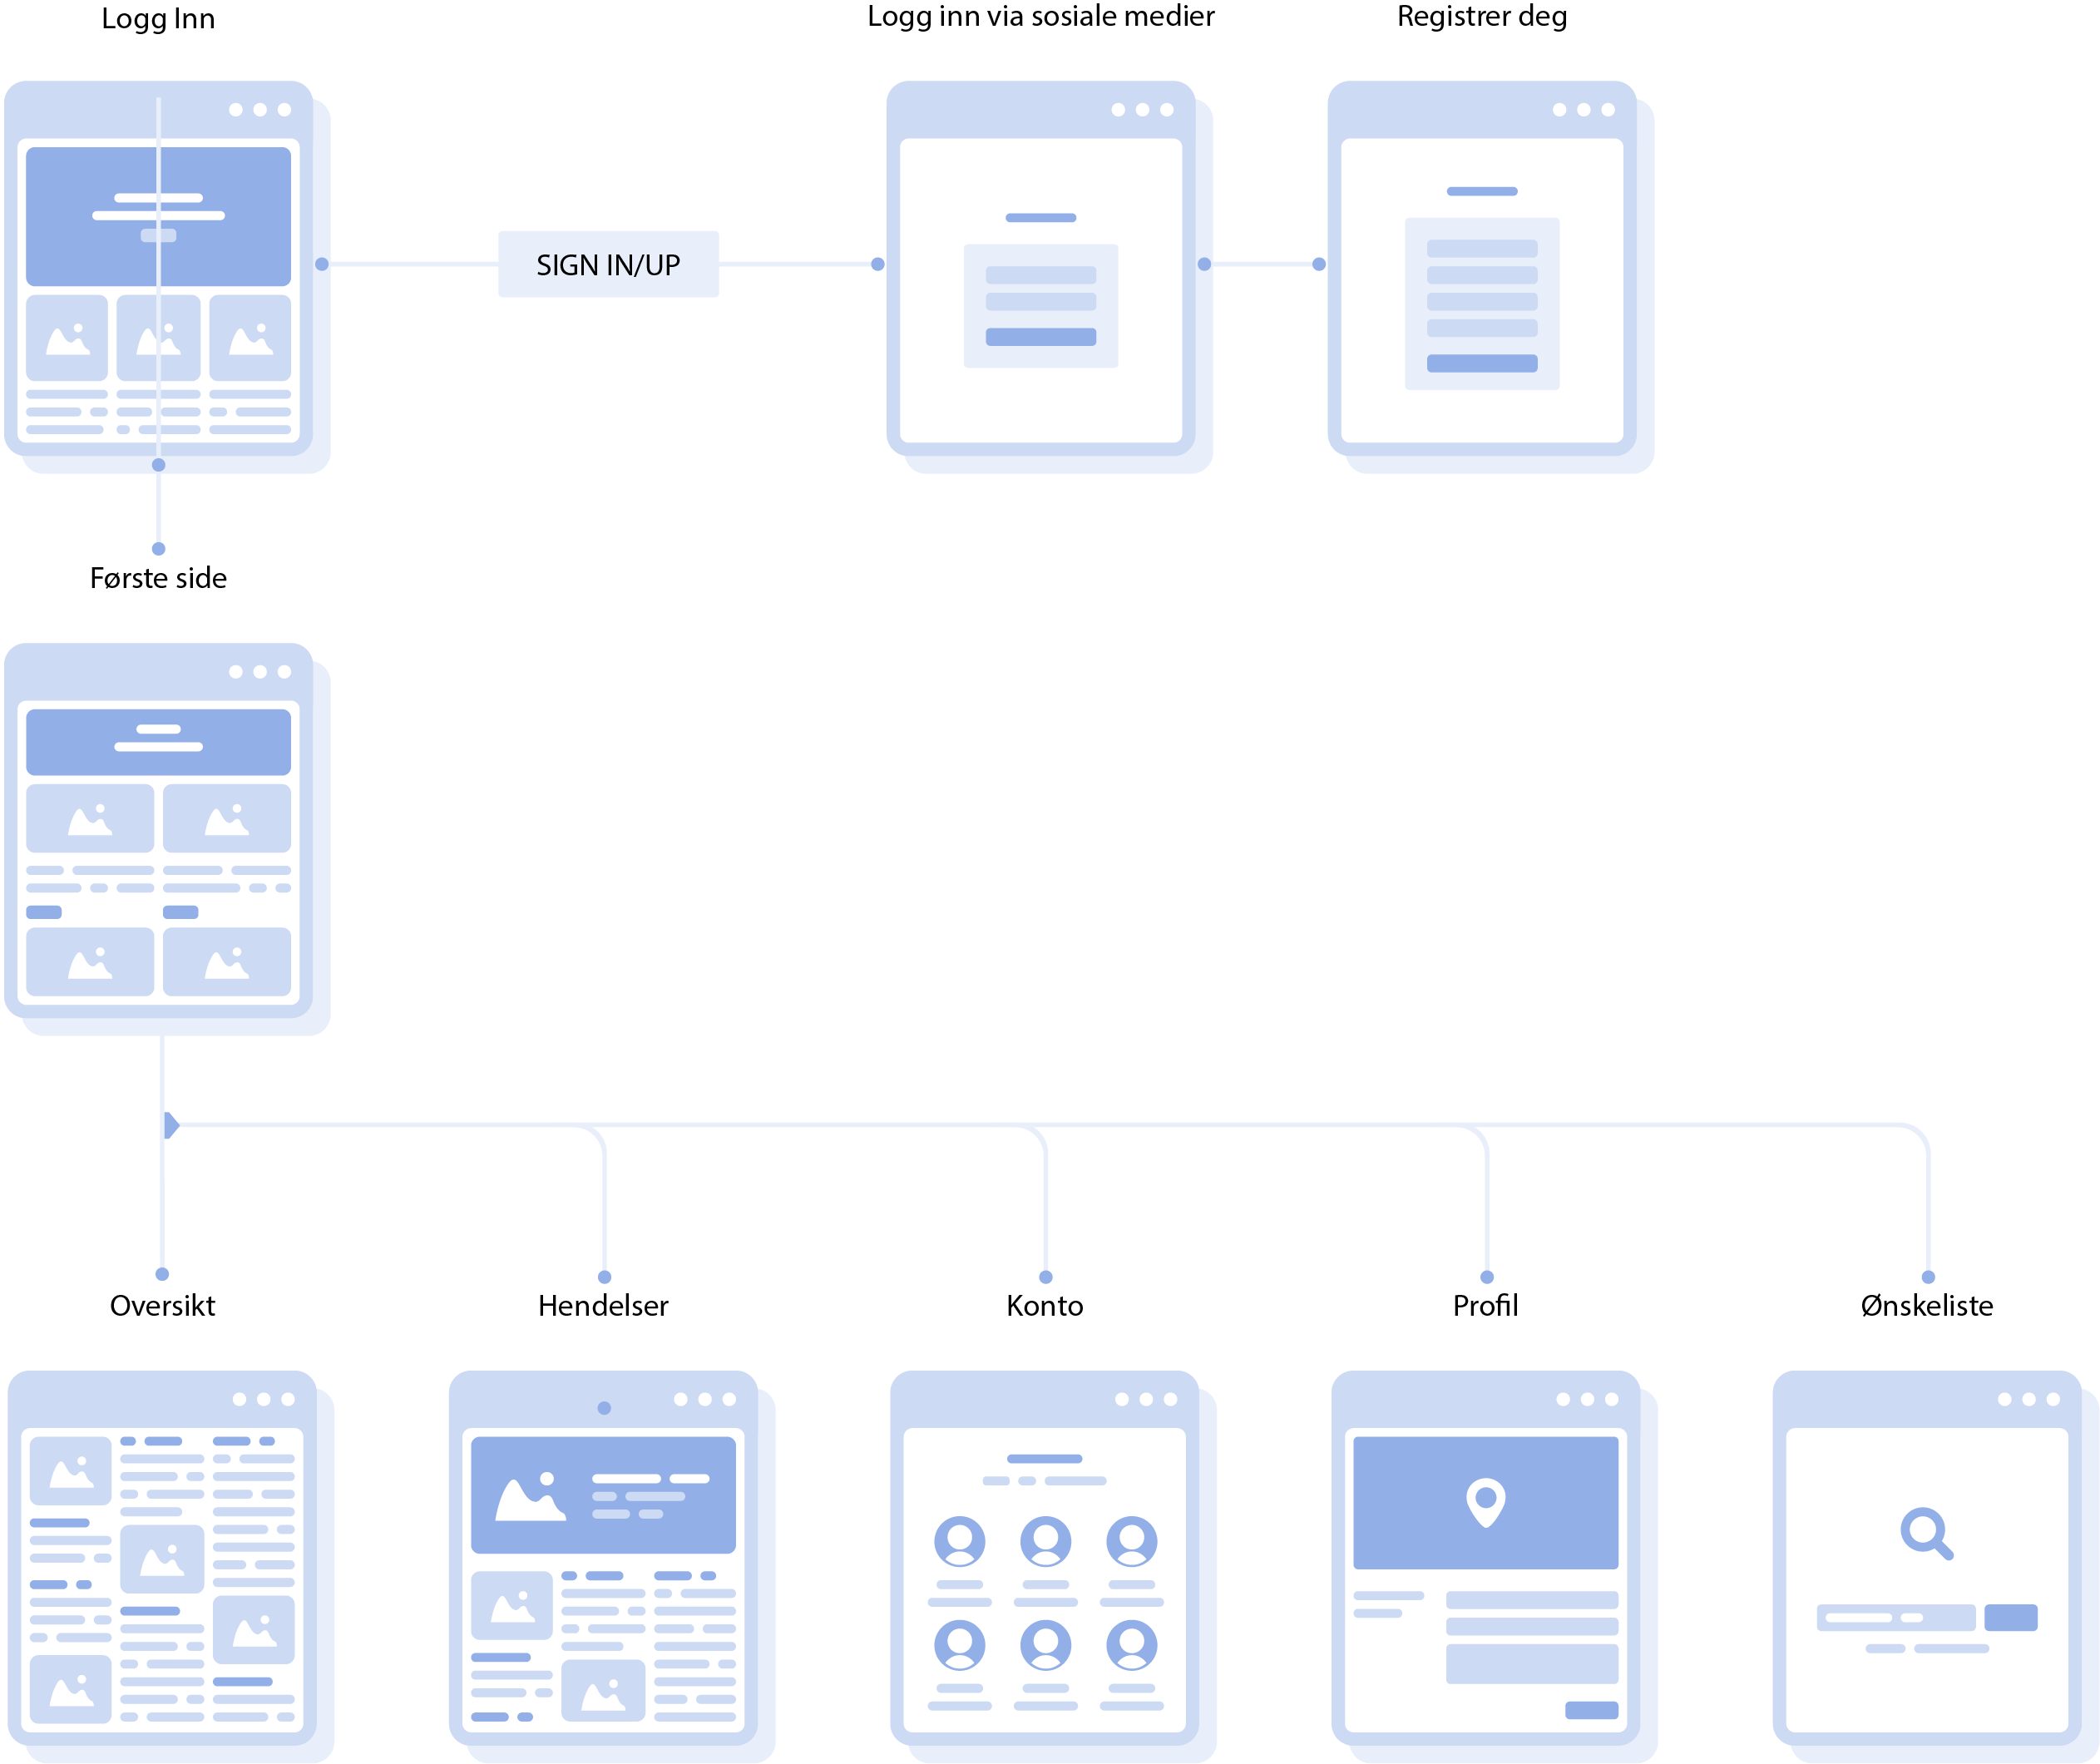 Logg Inn
Logg inn via sosiale medier
Registrer deg
SIGN IN/UP
Første side
Oversikt
Hendelser
Konto
Profil
Ønskeliste